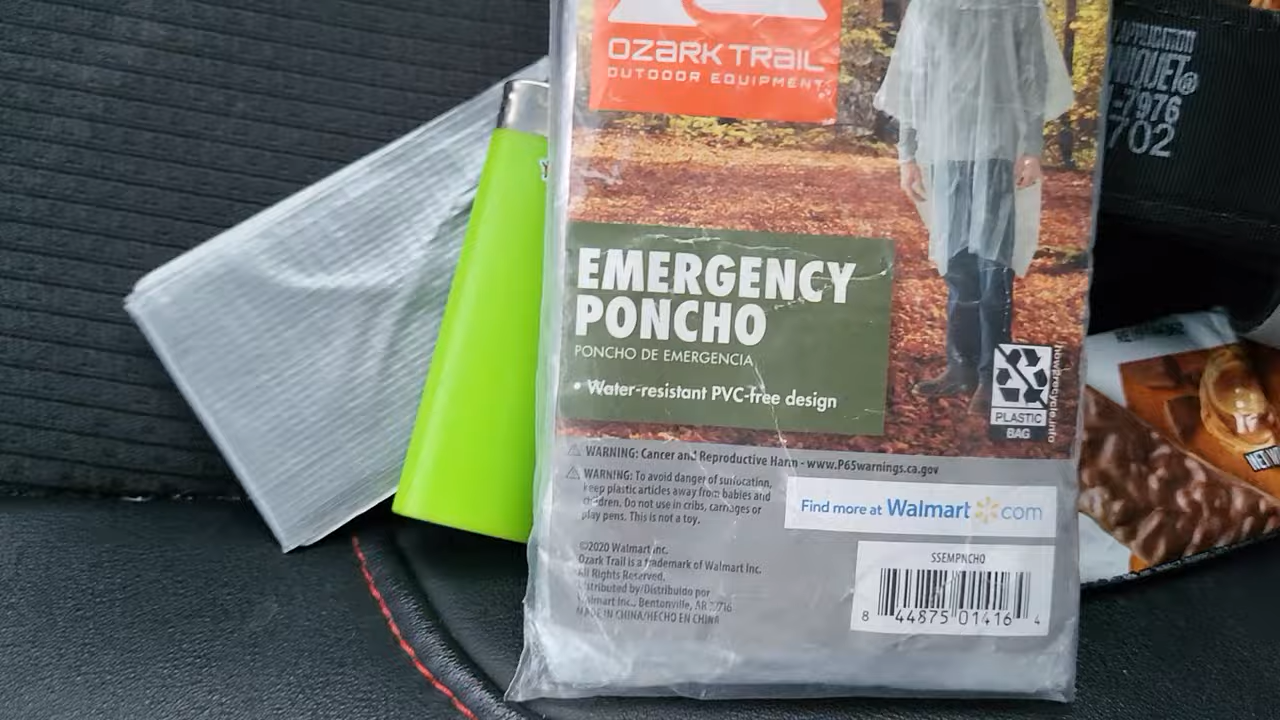 OZARK TRAIL
OUTDOOR EQUIPMENT
EMERGENCY
PONCHO
PONCHO DE EMERGENCIA
• Water-resistant PVC-free design
PLASTIC
BAG
how2recycle.info
WARNING: Cancer and Reproductive Harm - www.P65warnings.ca.gov
WARNING: To avoid danger of suffocation,
keep plastic articles away from babies and
children. Do not use in cribs, carriages or
play pens. This is not a toy.
Find more at Walmart.com
©2020 Walmart Inc.
Ozark Trail is a trademark of Walmart Inc.
All Rights Reserved.
Distributed by/Distribuido por
Walmart Inc., Bentonville, AR 72716
MADE IN CHINA/HECHO EN CHINA
SSEMPNCHO
8 44875 01416 4
APPLICATION
NIQUET®
-7976
702